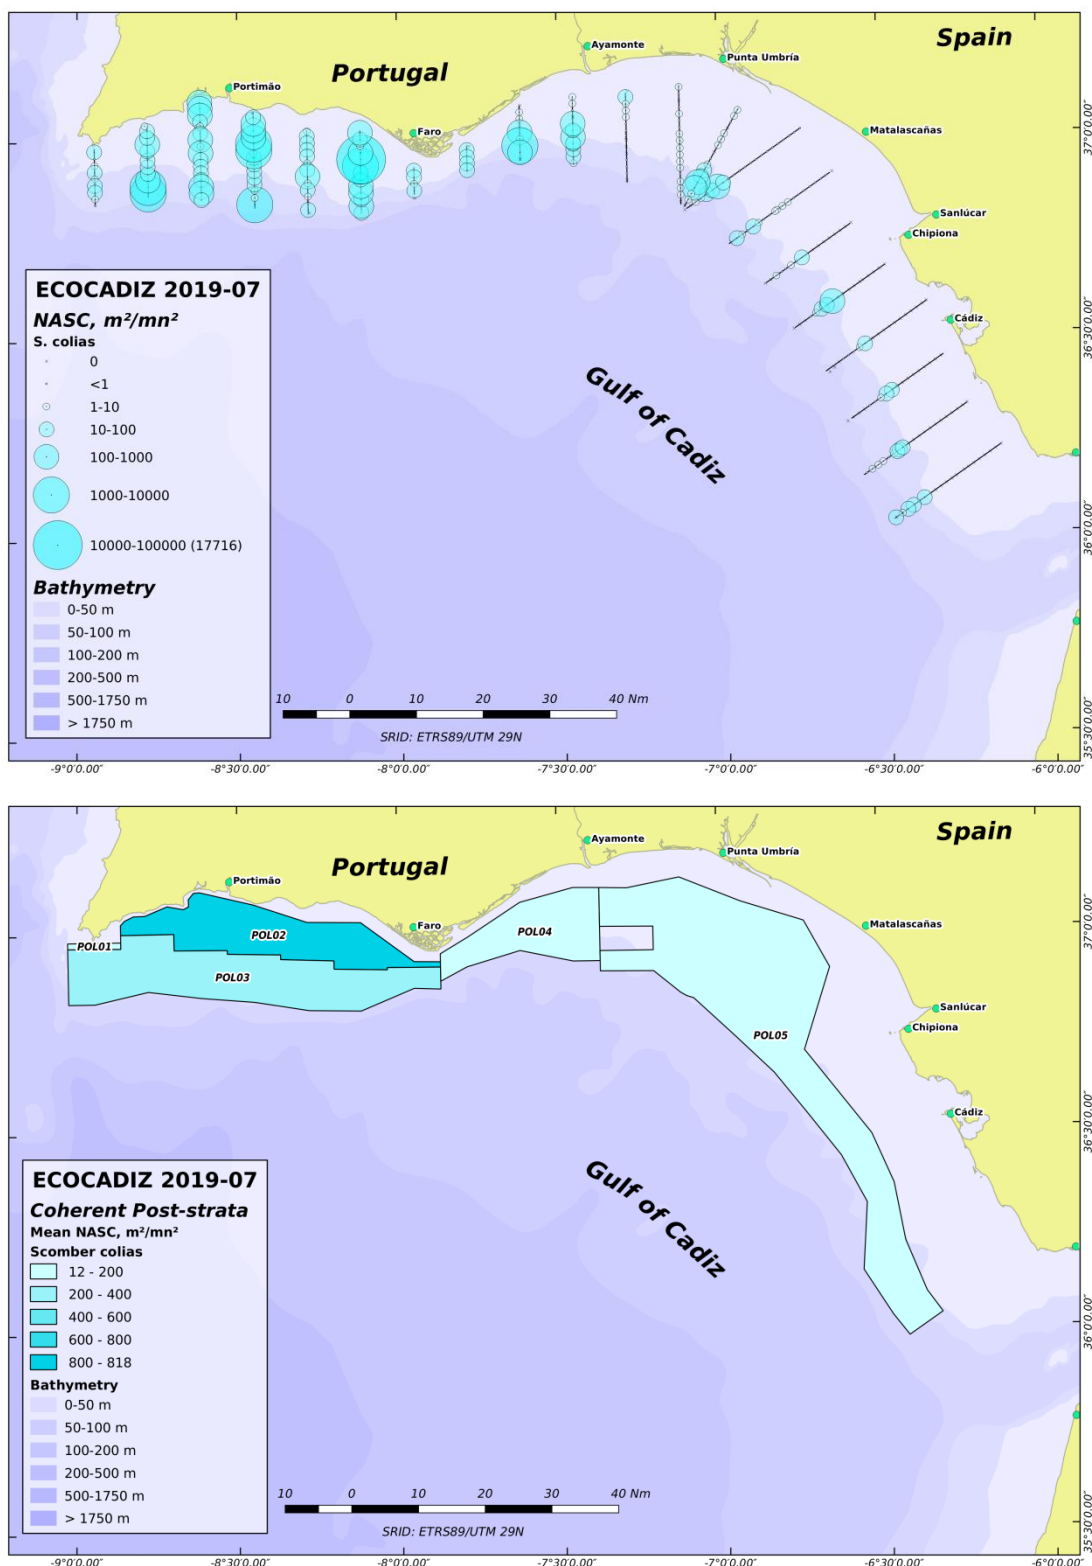 Spain
Ayamonte
Punta Umbría
Portugal
Portimão
Faro
Matalascañas
37°0'0.00"
Sanlúcar
Chipiona
Cádiz
36°30'0.00"
Gulf of Cadiz
36°0'0.00"
35°30'0.00"
ECOCADIZ 2019-07
NASC, m²/mn²
S. colias
0
<1
1-10
10-100
100-1000
1000-10000
10000-100000 (17716)
Bathymetry
0-50 m
50-100 m
100-200 m
200-500 m
500-1750 m
> 1750 m
10 0 10 20 30 40 Nm
SRID: ETRS89/UTM 29N
-9°0'0.00" -8°30'0.00" -8°0'0.00" -7°30'0.00" -7°0'0.00" -6°30'0.00" -6°0'0.00"
Spain
Ayamonte
Punta Umbría
Portugal
Portimão
Faro
Matalascañas
37°0'0.00"
POL01
POL02
POL03
POL04
POL05
Sanlúcar
Chipiona
Cádiz
36°30'0.00"
Gulf of Cadiz
36°0'0.00"
35°30'0.00"
ECOCADIZ 2019-07
Coherent Post-strata
Mean NASC, m²/mn²
Scomber colias
12 - 200
200 - 400
400 - 600
600 - 800
800 - 818
Bathymetry
0-50 m
50-100 m
100-200 m
200-500 m
500-1750 m
> 1750 m
10 0 10 20 30 40 Nm
SRID: ETRS89/UTM 29N
-9°0'0.00" -8°30'0.00" -8°0'0.00" -7°30'0.00" -7°0'0.00" -6°30'0.00" -6°0'0.00"